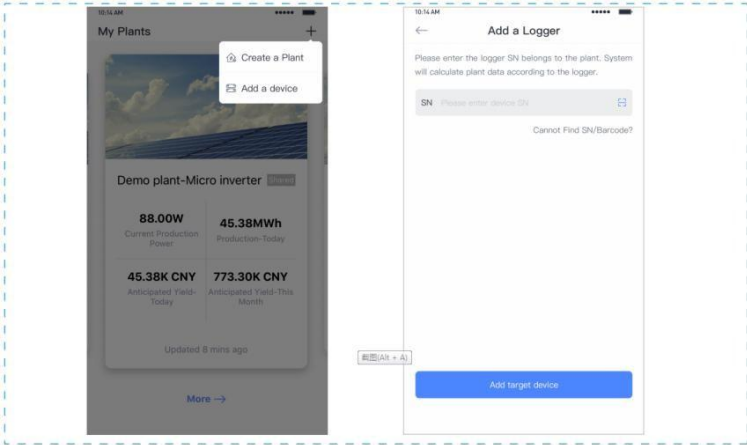 10:14 AM
My Plants
+
Create a Plant
Add a device
Demo plant-Micro inverter Shared
88.00W
Current Production
Power
45.38MWh
Production-Today
45.38K CNY
Anticipated Yield-
Today
773.30K CNY
Anticipated Yield-This
Month
Updated 8 mins ago
More →
10:14 AM
← Add a Logger
Please enter the logger SN belongs to the plant. System
will calculate plant data according to the logger.
SN Please enter device SN
Cannot Find SN/Barcode?
截图(Alt + A)
Add target device